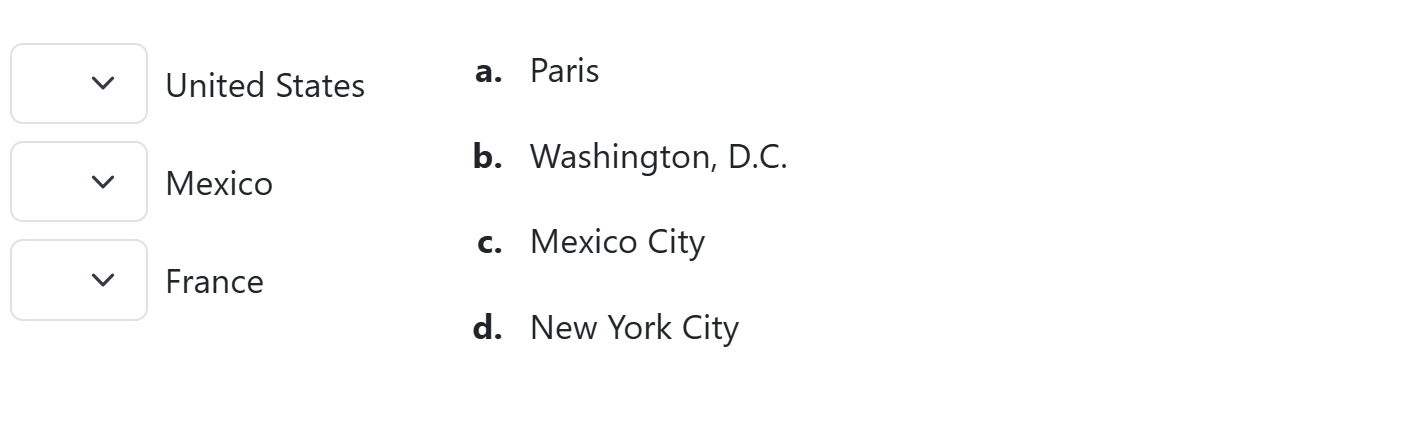 United States
Mexico
France
a. Paris
b. Washington, D.C.
c. Mexico City
d. New York City